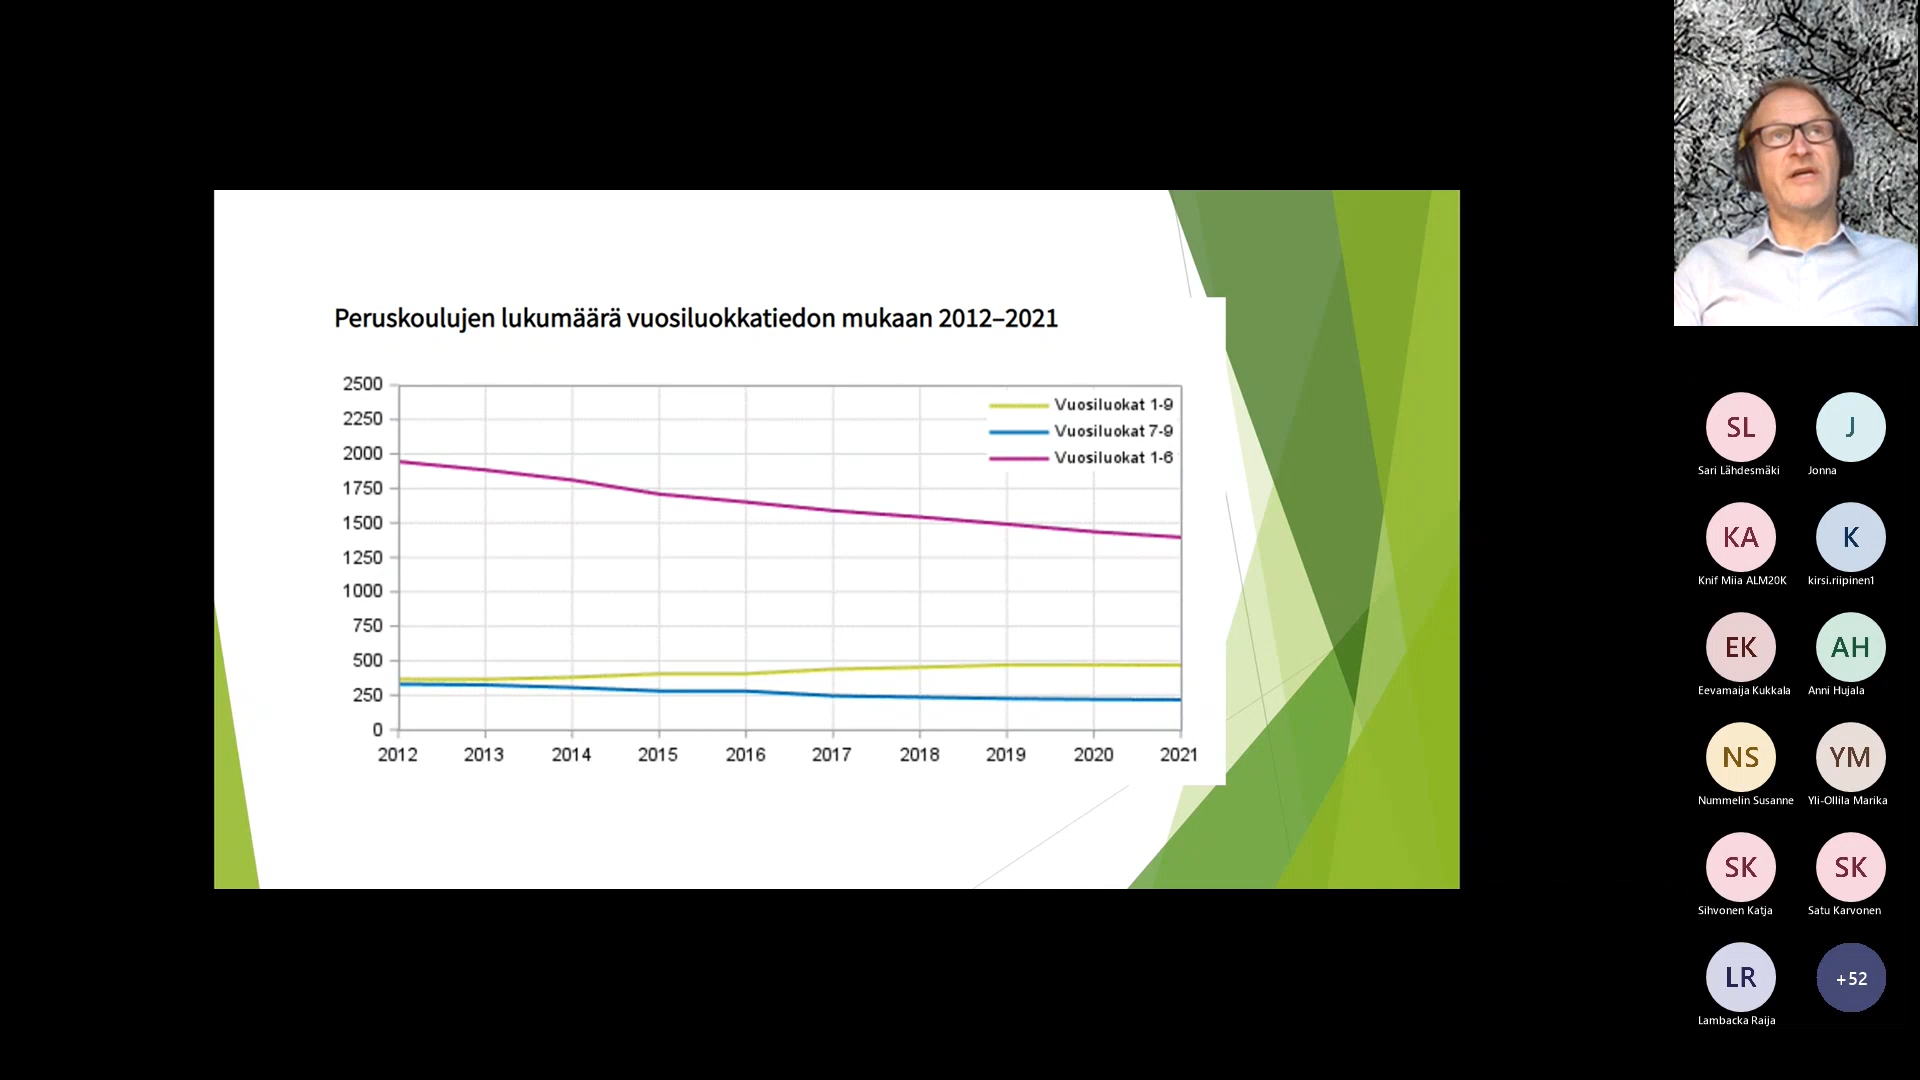 Peruskoulujen lukumäärä vuosiluokkatiedon mukaan 2012–2021
2500
2250
2000
1750
1500
1250
1000
750
500
250
0
2012 2013 2014 2015 2016 2017 2018 2019 2020 2021
Vuosiluokat 1-9
Vuosiluokat 7-9
Vuosiluokat 1-6
SL J
Sari Lähdesmäki Jonna
KA K
Knif Miia ALM20K kirsi.riipinen1
EK AH
Eevamaija Kukkala Anni Hujala
NS YM
Nummelin Susanne Yli-Ollila Marika
SK SK
Sihvonen Katja Satu Karvonen
LR +52
Lambacka Raija